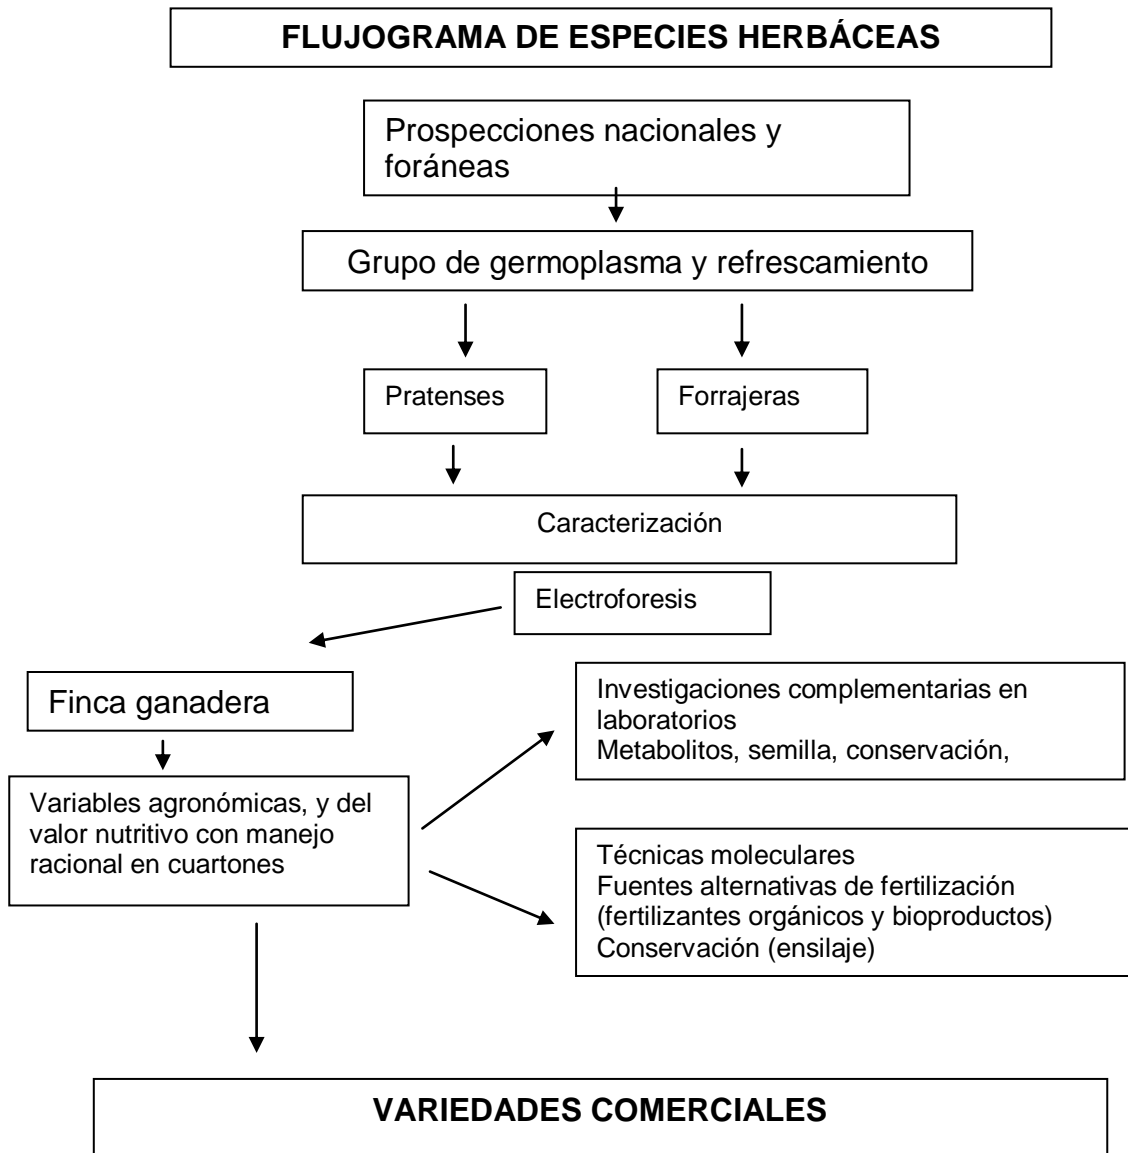 FLUJOGRAMA DE ESPECIES HERBÁCEAS
Prospecciones nacionales y
foráneas
Grupo de germoplasma y refrescamiento
Pratenses
Forrajeras
Caracterización
Electroforesis
Finca ganadera
Investigaciones complementarias en
laboratorios
Metabolitos, semilla, conservación,
Variables agronómicas, y del
valor nutritivo con manejo
racional en cuartones
Técnicas moleculares
Fuentes alternativas de fertilización
(fertilizantes orgánicos y bioproductos)
Conservación (ensilaje)
VARIEDADES COMERCIALES